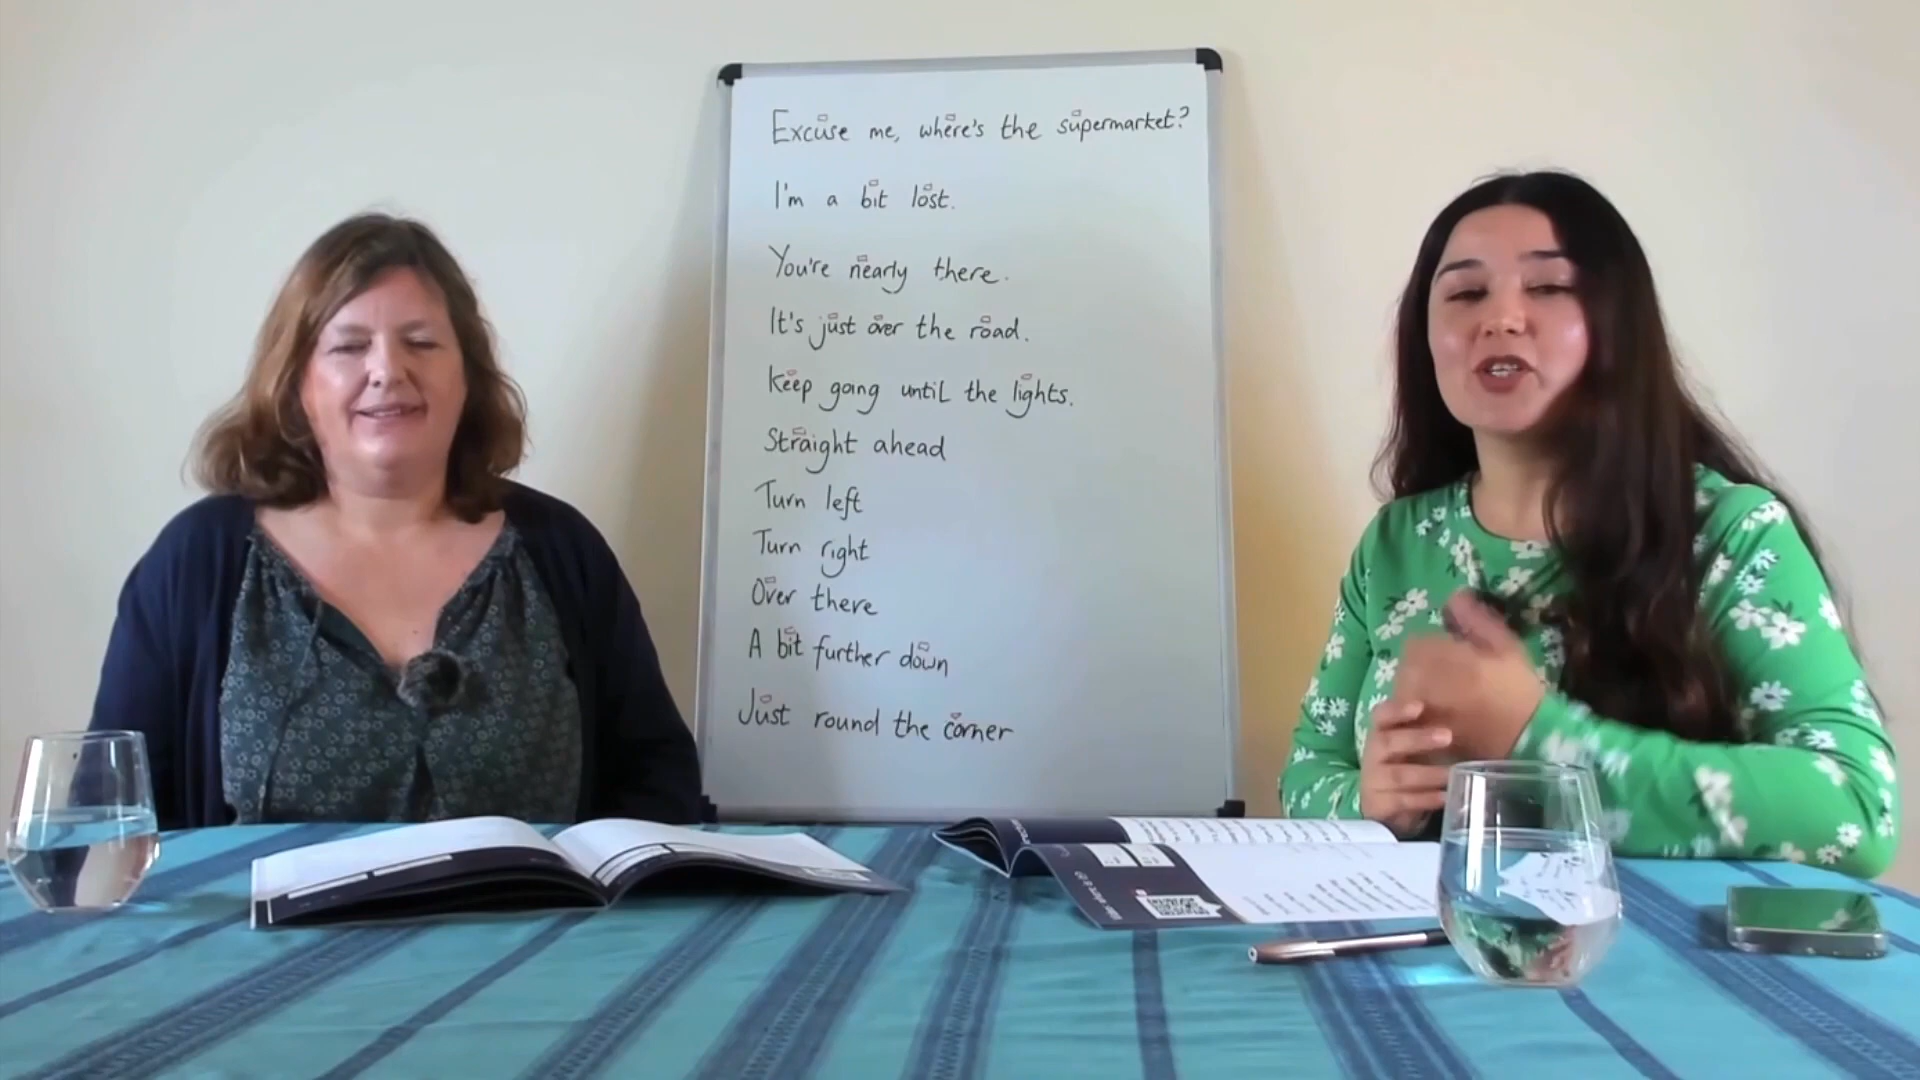 Excuse me, where's the supermarket?
I'm a bit lost.
You're nearly there.
It's just over the road.
Keep going until the lights.
Straight ahead
Turn left
Turn right
Over there
A bit further down
Just round the corner